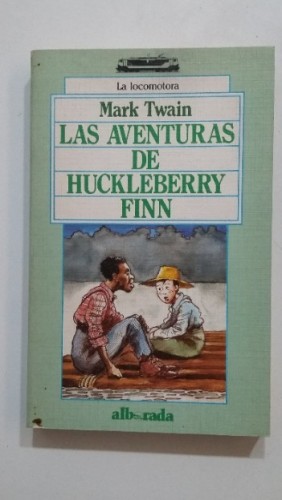 La locomotora
Mark Twain
LAS AVENTURAS
DE
HUCKLEBERRY
FINN
alborada